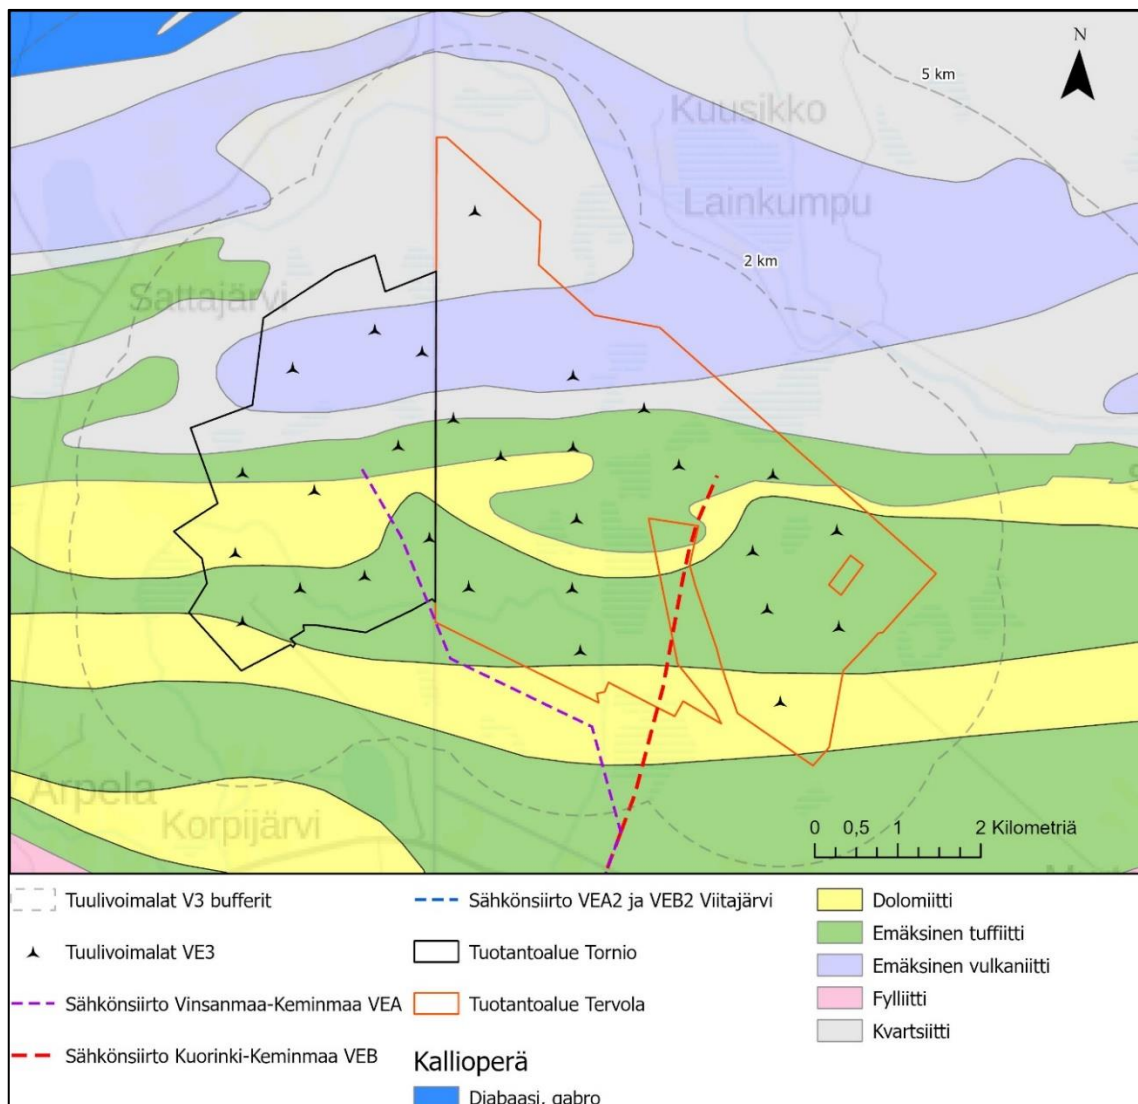 N
5 km
Kuusikko
Lainkumpu
2 km
Sattajärvi
Arpela
Korpijärvi
0 0,5 1 2 Kilometriä
Tuulivoimalat V3 bufferit
Tuulivoimalat VE3
Sähkönsiirto Vinsanmaa-Keminmaa VEA
Sähkönsiirto Kuorinki-Keminmaa VEB
Sähkönsiirto VEA2 ja VEB2 Viitajärvi
Tuotantoalue Tornio
Tuotantoalue Tervola
Kallioperä
Diabaasi, gabro
Dolomiitti
Emäksinen tuffiitti
Emäksinen vulkaniitti
Fylliitti
Kvartsiitti